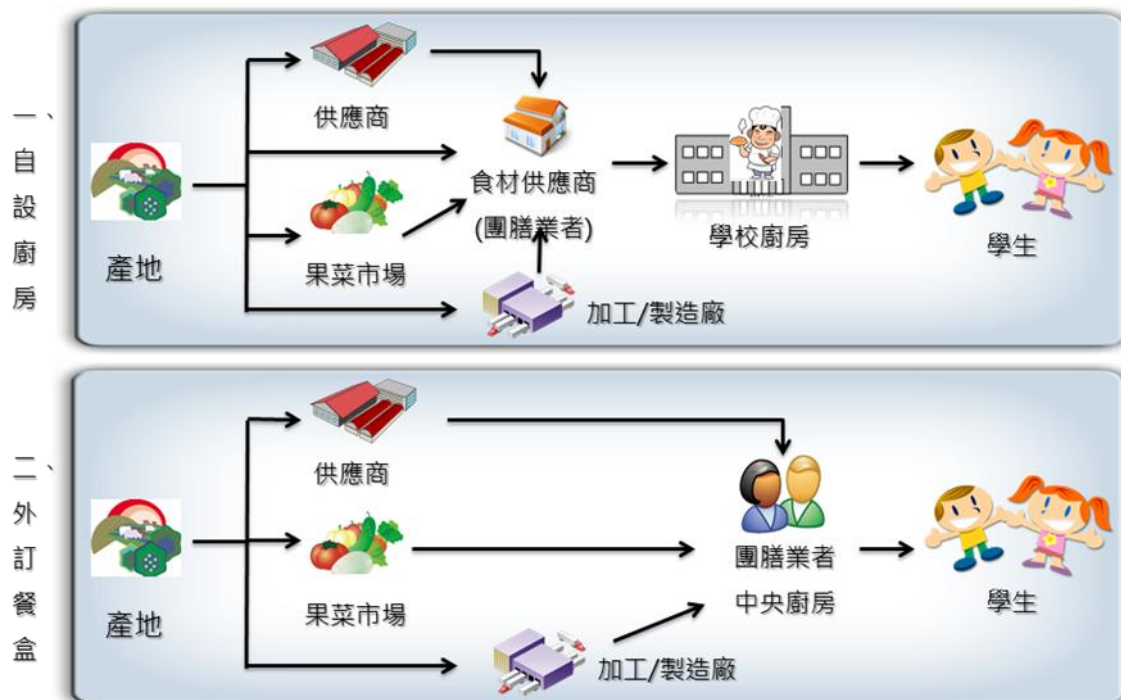 一、自設廚房
供應商
食材供應商
(團膳業者)
學校廚房
學生
產地
果菜市場
加工/製造廠
二、外訂餐盒
供應商
團膳業者
中央廚房
學生
產地
果菜市場
加工/製造廠